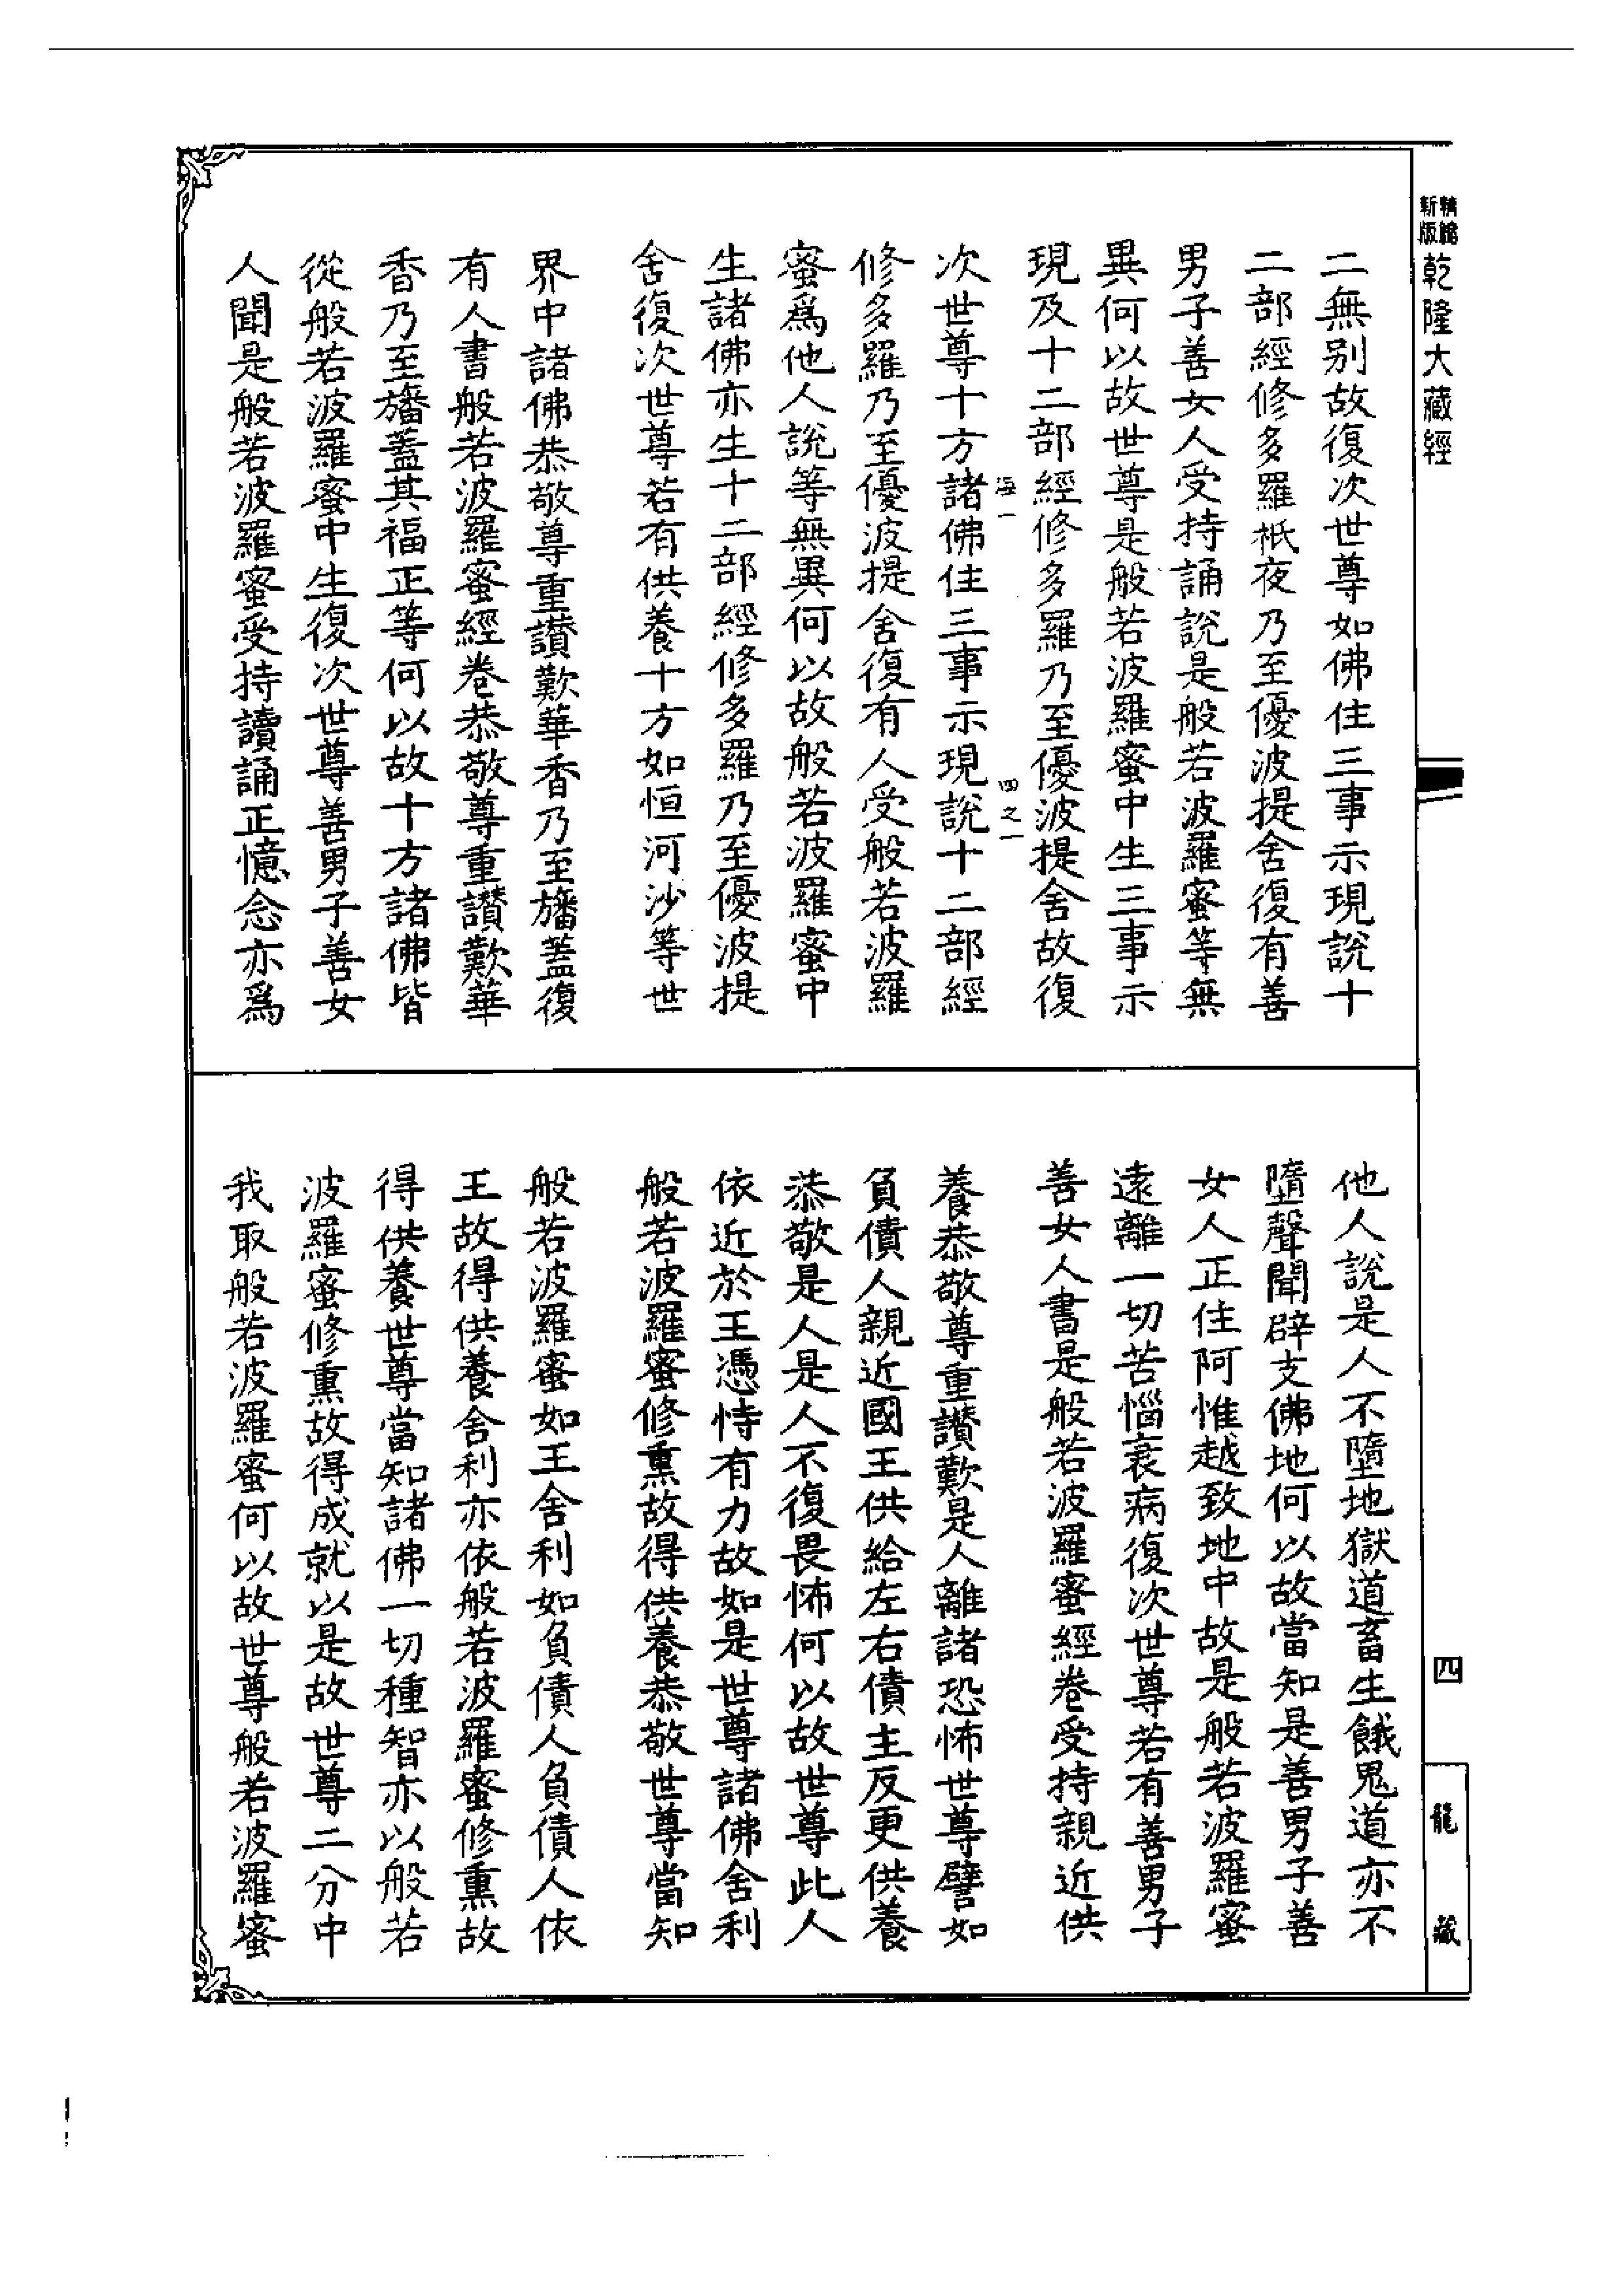 新版
乾隆大藏經
二無别故復次世尊如佛住三事示現說十
二部經修多羅祇夜乃至優波提舍復有善
男子善女人受持誦說是般若波羅蜜等無
異何以故世尊是般若波羅蜜中生三事示
現及十二部經修多羅乃至優波提舍故復
四之一
次世尊十方諸佛住三事示現說十二部經
修多羅乃至優波提舍復有人受般若波羅
蜜爲他人說等無異何以故般若波羅蜜中
生諸佛亦生十二部經修多羅乃至優波提
舍復次世尊若有供養十方如恒河沙等世
界中諸佛恭敬尊重讃歎華香乃至旛蓋復
有人書般若波羅蜜經卷恭敬尊重讃歎華
香乃至旛蓋其福正等何以故十方諸佛皆
從般若波羅蜜中生復次世尊善男子善女
人聞是般若波羅蜜受持讀誦正憶念亦爲
他人說是人不墮地獄道畜生餓鬼道亦不
墮聲聞辟支佛地何以故當知是善男子善
女人正住阿惟越致地中故是般若波羅蜜
遠離一切苦惱衰病復次世尊若有善男子
善女人書是般若波羅蜜經卷受持親近供
養恭敬尊重讃歎是人離諸恐怖世尊譬如
負債人親近國王供給左右債主反更供養
恭敬是人是人不復畏怖何以故世尊此人
依近於王憑恃有力故如是世尊諸佛舍利
般若波羅蜜修熏故得供養恭敬世尊當知
般若波羅蜜如王舍利如負債人負債人依
王故得供養舍利亦依般若波羅蜜修熏故
得供養世尊當知諸佛一切種智亦以般若
波羅蜜修熏故得成就以是故世尊二分中
我取般若波羅蜜何以故世尊般若波羅蜜
四
龍藏